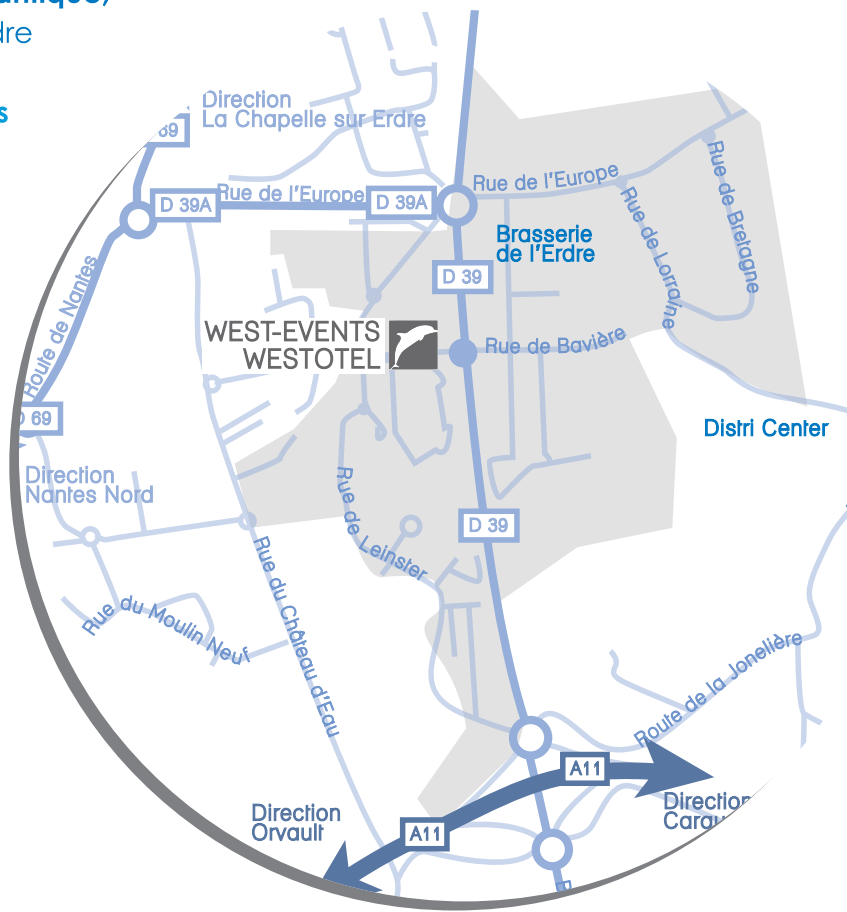 dre
s
Direction
La Chapelle sur Erdre
69
D 39A
Rue de l'Europe
D 39A
Rue de l'Europe
Rue de Bretagne
Rue de Lorraine
Brasserie
de l'Erdre
D 39
Route de Nantes
WEST-EVENTS
WESTOTEL
Rue de Bavière
D 69
Distri Center
Direction
Nantes Nord
Rue de Leinster
D 39
Rue du Château d'Eau
Rue du Moulin Neuf
Route de la Jonelière
A11
Direction
Orvault
A11
Direction